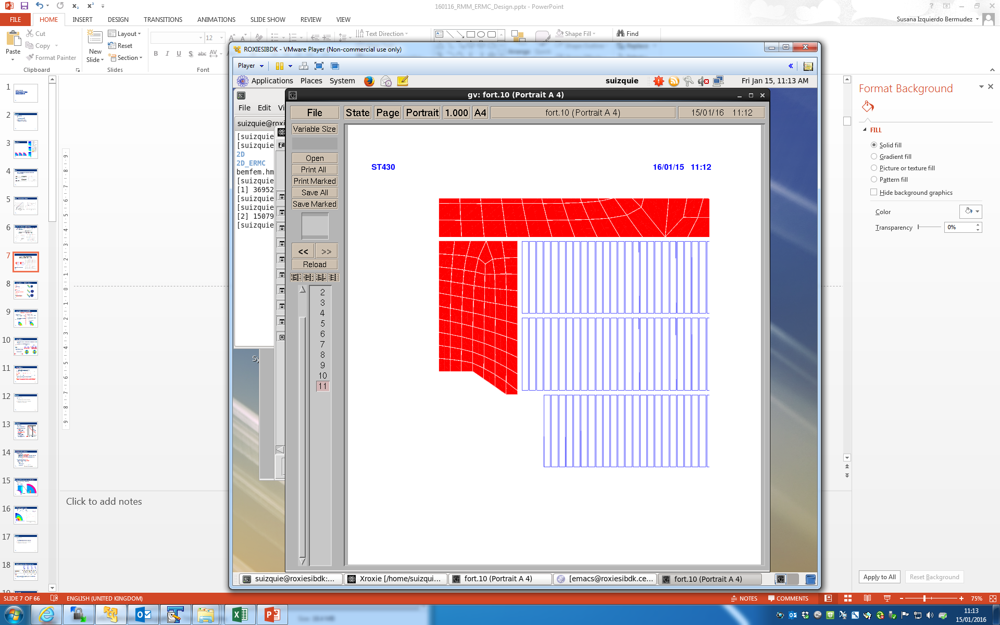 160116_RMM_ERMC_Design.pptx - PowerPoint
FILE HOME INSERT DESIGN TRANSITIONS ANIMATIONS SLIDE SHOW REVIEW VIEW
Susana Izquierdo Bermudez
Paste
Cut
Copy
Format Painter
Clipboard
New Slide
Layout
Reset
Section
Slides
12
Font
Text Direction
Shape Fill
Find
ROXIESIBDK - VMware Player (Non-commercial use only)
Player
Applications Places System
suizquie
Fri Jan 15, 11:13 AM
gv: fort.10 (Portrait A 4)
File Edit Vi
suizquie@roxi
[suizquie
[suizquie
2D
2D_ERMC
bemfem.hm
[suizquie
[1] 36952
[suizquie
[suizquie
[2] 15079
[suizquie
Fil
Sy
File State Page Portrait 1.000 A4 fort.10 (Portrait A 4) 15/01/16 11:12
Variable Size
Open
Print All
Print Marked
Save All
Save Marked
<< >>
Reload
2
3
4
5
6
7
8
9
10
11
ST430
16/01/15 11:12
suizquie@roxiesibdk:...
Xroxie [/home/suizqui...
fort.10 (Portrait A 4)
[emacs@roxiesibdk.ce...
fort.10 (Portrait A 4)
1
2
3
4
5
6
7
8
9
10
11
12
13
14
15
16
17
18
Click to add notes
Format Background
FILL
Solid fill
Gradient fill
Picture or texture fill
Pattern fill
Hide background graphics
Color
Transparency 0%
Apply to All
Reset Background
SLIDE 7 OF 66
ENGLISH (UNITED KINGDOM)
NOTES
COMMENTS
75%
11:13
15/01/2016